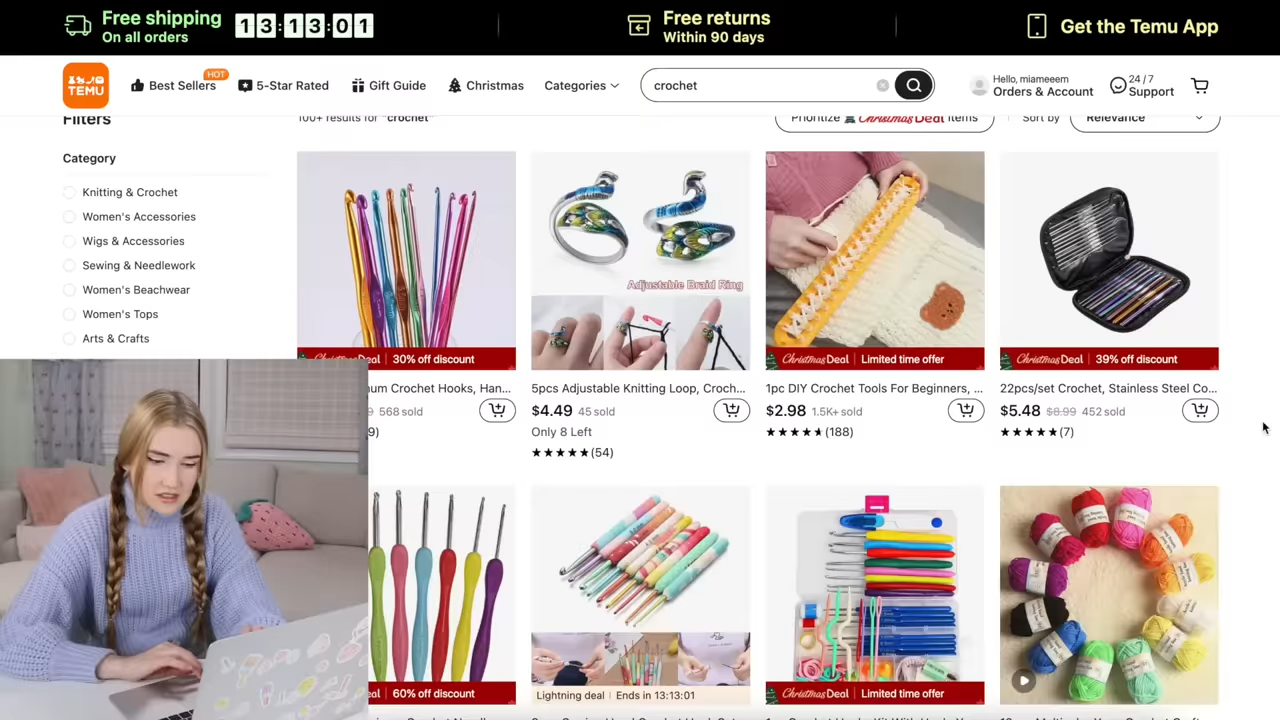 Free shipping
On all orders
13:13:01
Free returns
Within 90 days
Get the Temu App
TEMU
Best Sellers
HOT
5-Star Rated
Gift Guide
Christmas
Categories
crochet
Hello, miameeem
Orders & Account
24 / 7
Support
Filters
100+ results for "crochet"
Prioritize Christmas Deal items
Sort by
Relevance
Category
Knitting & Crochet
Women's Accessories
Wigs & Accessories
Sewing & Needlework
Women's Beachwear
Women's Tops
Arts & Crafts
Christmas Deal | 30% off discount
Adjustable Braid Ring
Christmas Deal | Limited time offer
Christmas Deal | 39% off discount
Crochet Hooks, Han...
568 sold
5pcs Adjustable Knitting Loop, Croch...
$4.49 45 sold
Only 8 Left
(54)
1pc DIY Crochet Tools For Beginners, ...
$2.98 1.5K+ sold
(188)
22pcs/set Crochet, Stainless Steel Co...
$5.48 $8.99 452 sold
(7)
60% off discount
Lightning deal | Ends in 13:13:01
Christmas Deal | Limited time offer